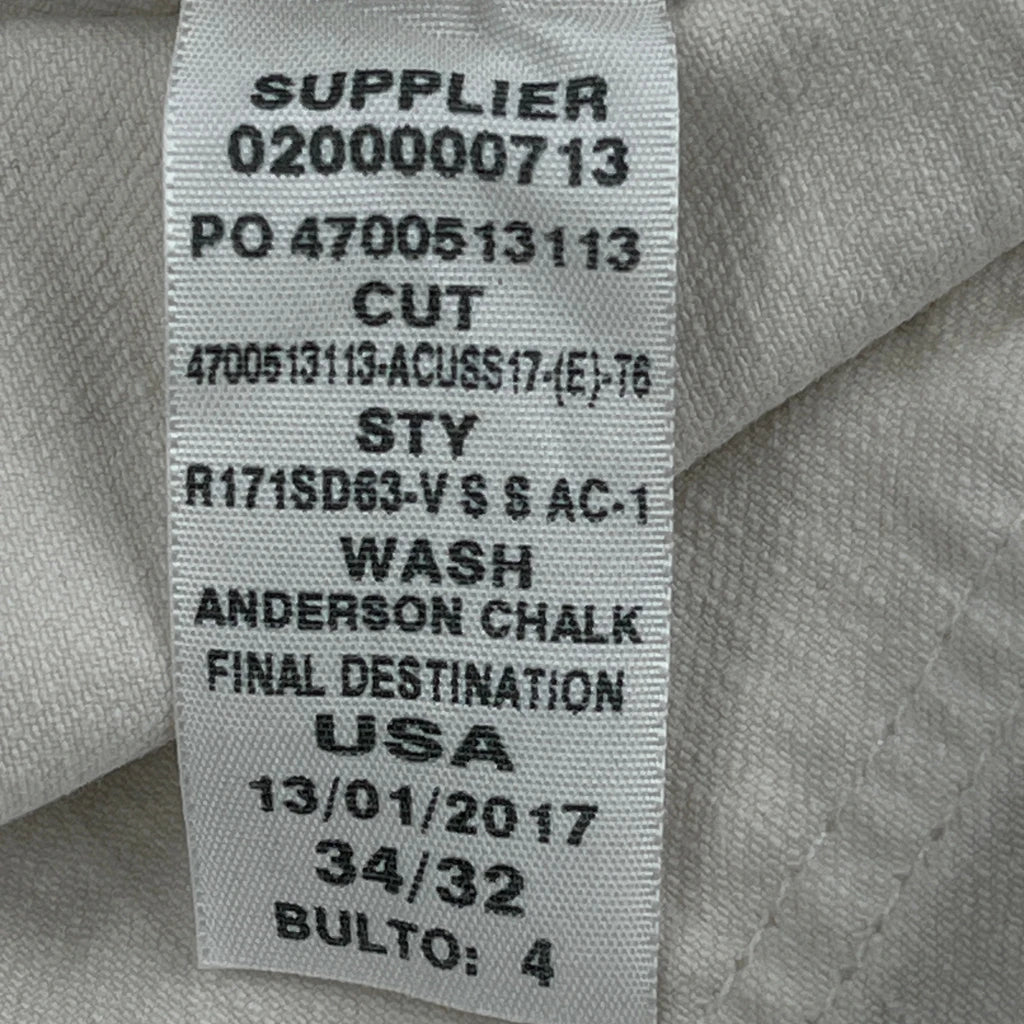 SUPPLIER
0200000713
PO 4700513113
CUT
4700513113-ACUSS17-(E)-T6
STY
R171SD63-V S S AC-1
WASH
ANDERSON CHALK
FINAL DESTINATION
USA
13/01/2017
34/32
BULTO: 4